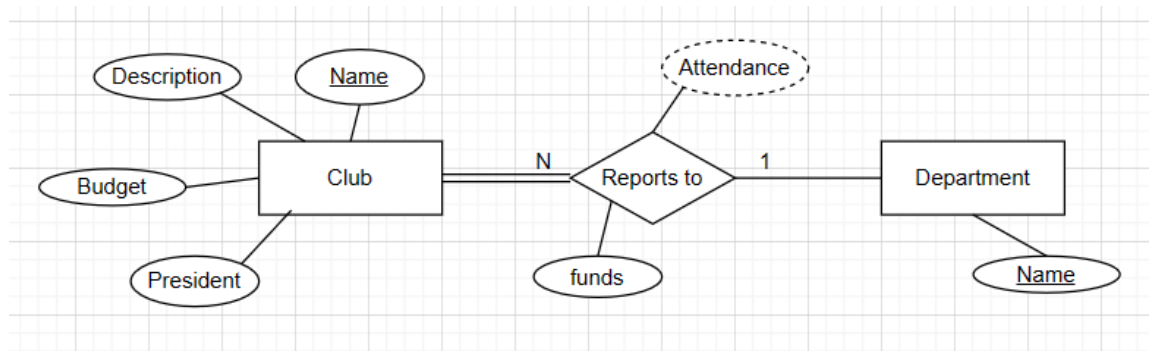 Attendance
Description
Name
N
1
Club
Reports to
Department
Budget
President
funds
Name